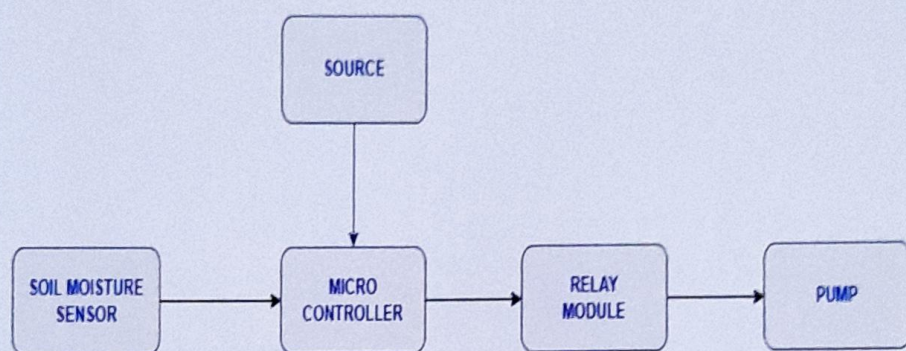 SOURCE
SOIL MOISTURE
SENSOR
MICRO
CONTROLLER
RELAY
MODULE
PUMP